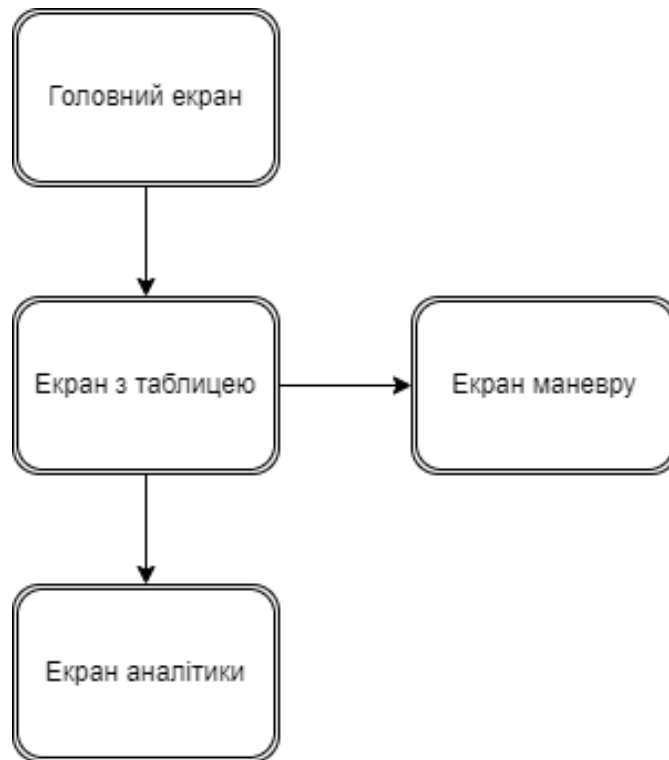 Головний екран
Екран з таблицею
Екран маневру
Екран аналітики